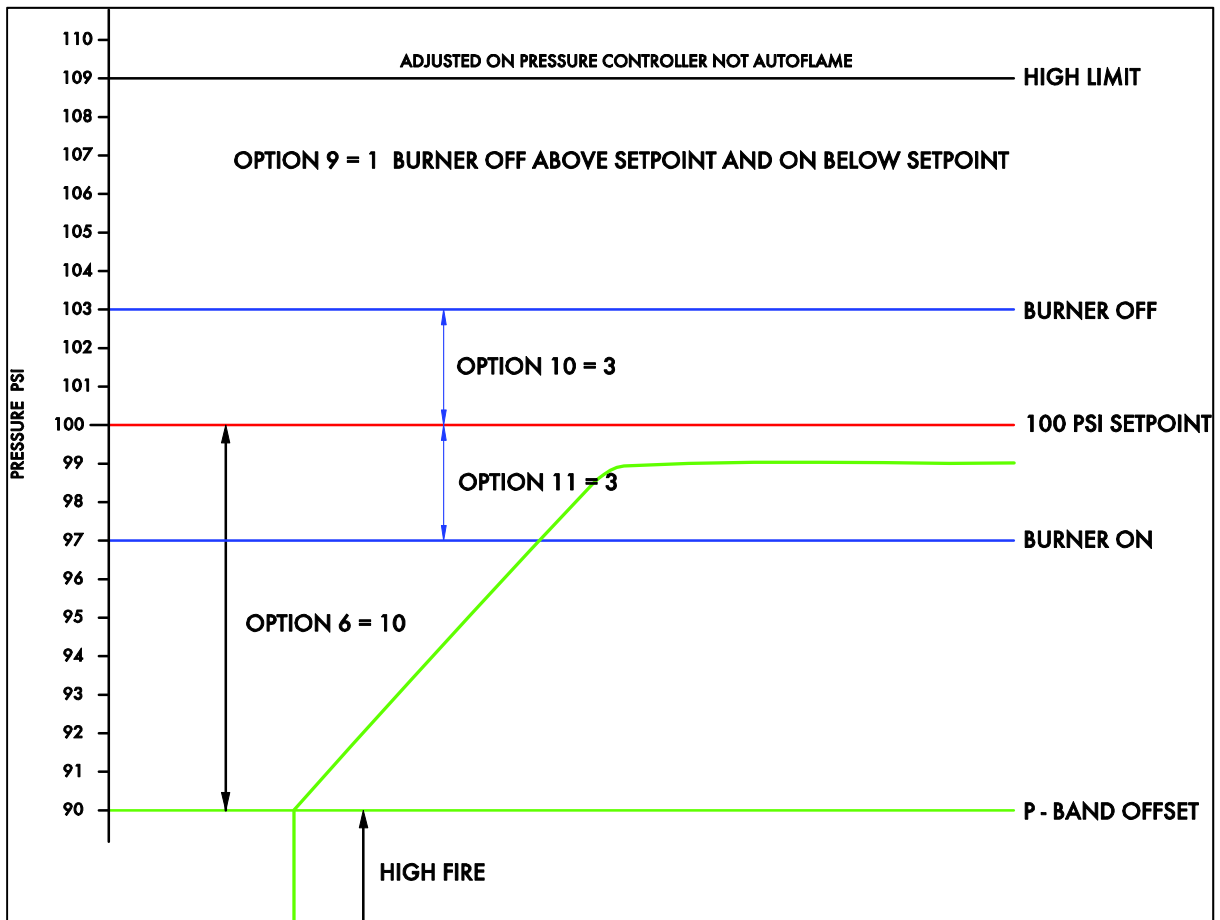 110
ADJUSTED ON PRESSURE CONTROLLER NOT AUTOFLAME
109
HIGH LIMIT
108
107
OPTION 9 = 1 BURNER OFF ABOVE SETPOINT AND ON BELOW SETPOINT
106
105
104
103
BURNER OFF
102
OPTION 10 = 3
101
PRESSURE PSI
100
100 PSI SETPOINT
99
OPTION 11 = 3
98
97
BURNER ON
96
95
OPTION 6 = 10
94
93
92
91
90
P - BAND OFFSET
HIGH FIRE